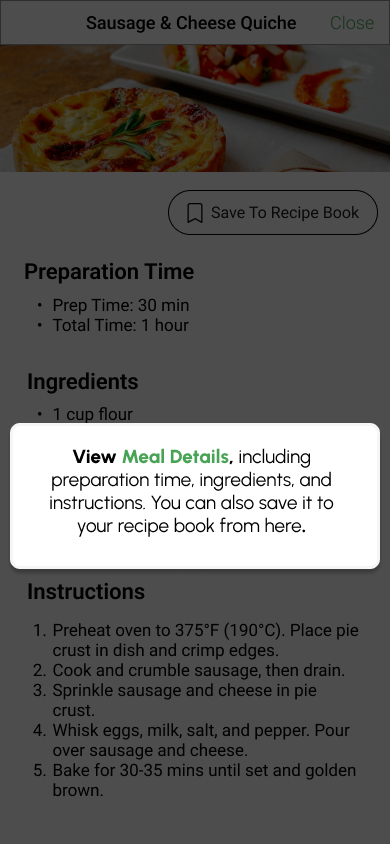 Sausage & Cheese Quiche
Close
Save To Recipe Book
Preparation Time
• Prep Time: 30 min
• Total Time: 1 hour
Ingredients
• 1 cup flour
View Meal Details, including
preparation time, ingredients, and
instructions. You can also save it to
your recipe book from here.
Instructions
1. Preheat oven to 375°F (190°C). Place pie
crust in dish and crimp edges.
2. Cook and crumble sausage, then drain.
3. Sprinkle sausage and cheese in pie
crust.
4. Whisk eggs, milk, salt, and pepper. Pour
over sausage and cheese.
5. Bake for 30-35 mins until set and golden
brown.